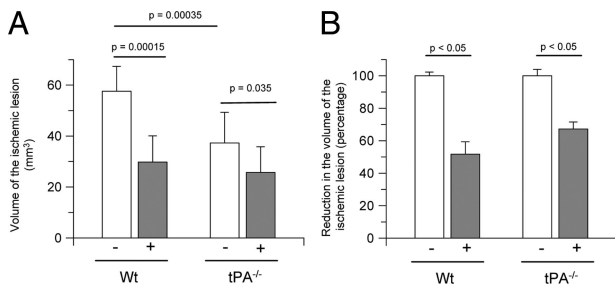 A
p = 0.00035
p = 0.00015
p = 0.035
Volume of the ischemic lesion
(mm³)
60
40
20
0
- + - +
Wt tPA-/-
B
p < 0.05 p < 0.05
Reduction in the volume of the
ischemic lesion (percentage)
100
80
60
40
20
0
- + - +
Wt tPA-/-